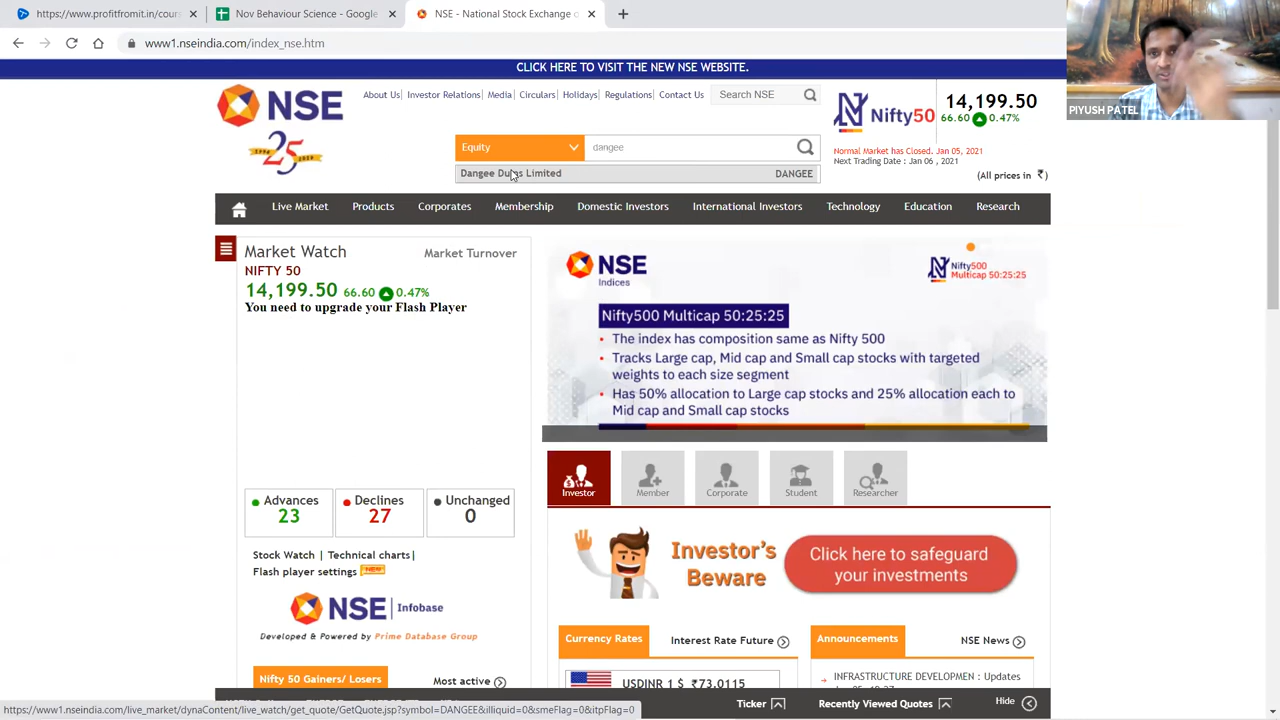 https://www.profitfromit.in/cour
Nov Behaviour Science - Google
NSE - National Stock Exchange o
www1.nseindia.com/index_nse.htm
CLICK HERE TO VISIT THE NEW NSE WEBSITE.
PIYUSH PATEL
NSE
25
About Us| Investor Relations| Media| Circulars| Holidays| Regulations| Contact Us
Search NSE
Equity
dangee
Dangee Dums Limited DANGEE
Nifty50
14,199.50
66.60 0.47%
Normal Market has Closed. Jan 05, 2021
Next Trading Date : Jan 06 , 2021
(All prices in ₹)
Live Market Products Corporates Membership Domestic Investors International Investors Technology Education Research
Market Watch
Market Turnover
NIFTY 50
14,199.50 66.60 0.47%
You need to upgrade your Flash Player
Advances
23
Declines
27
Unchanged
0
Stock Watch | Technical charts|
Flash player settings NEW
NSE Infobase
Developed & Powered by Prime Database Group
Nifty 50 Gainers/ Losers
Most active
NSE
Indices
Nifty500
Multicap 50:25:25
Nifty500 Multicap 50:25:25
• The index has composition same as Nifty 500
• Tracks Large cap, Mid cap and Small cap stocks with targeted
weights to each size segment
• Has 50% allocation to Large cap stocks and 25% allocation each to
Mid cap and Small cap stocks
Investor
Member
Corporate
Student
Researcher
Investor's
Beware
Click here to safeguard
your investments
Currency Rates
Interest Rate Future
USDINR 1 $ ₹73.0115
Announcements
NSE News
INFRASTRUCTURE DEVELOPMEN : Updates
https://www1.nseindia.com/live_market/dynaContent/live_watch/get_quote/GetQuote.jsp?symbol=DANGEE&illiquid=0&smeFlag=0&itpFlag=0
Ticker
Recently Viewed Quotes
Hide